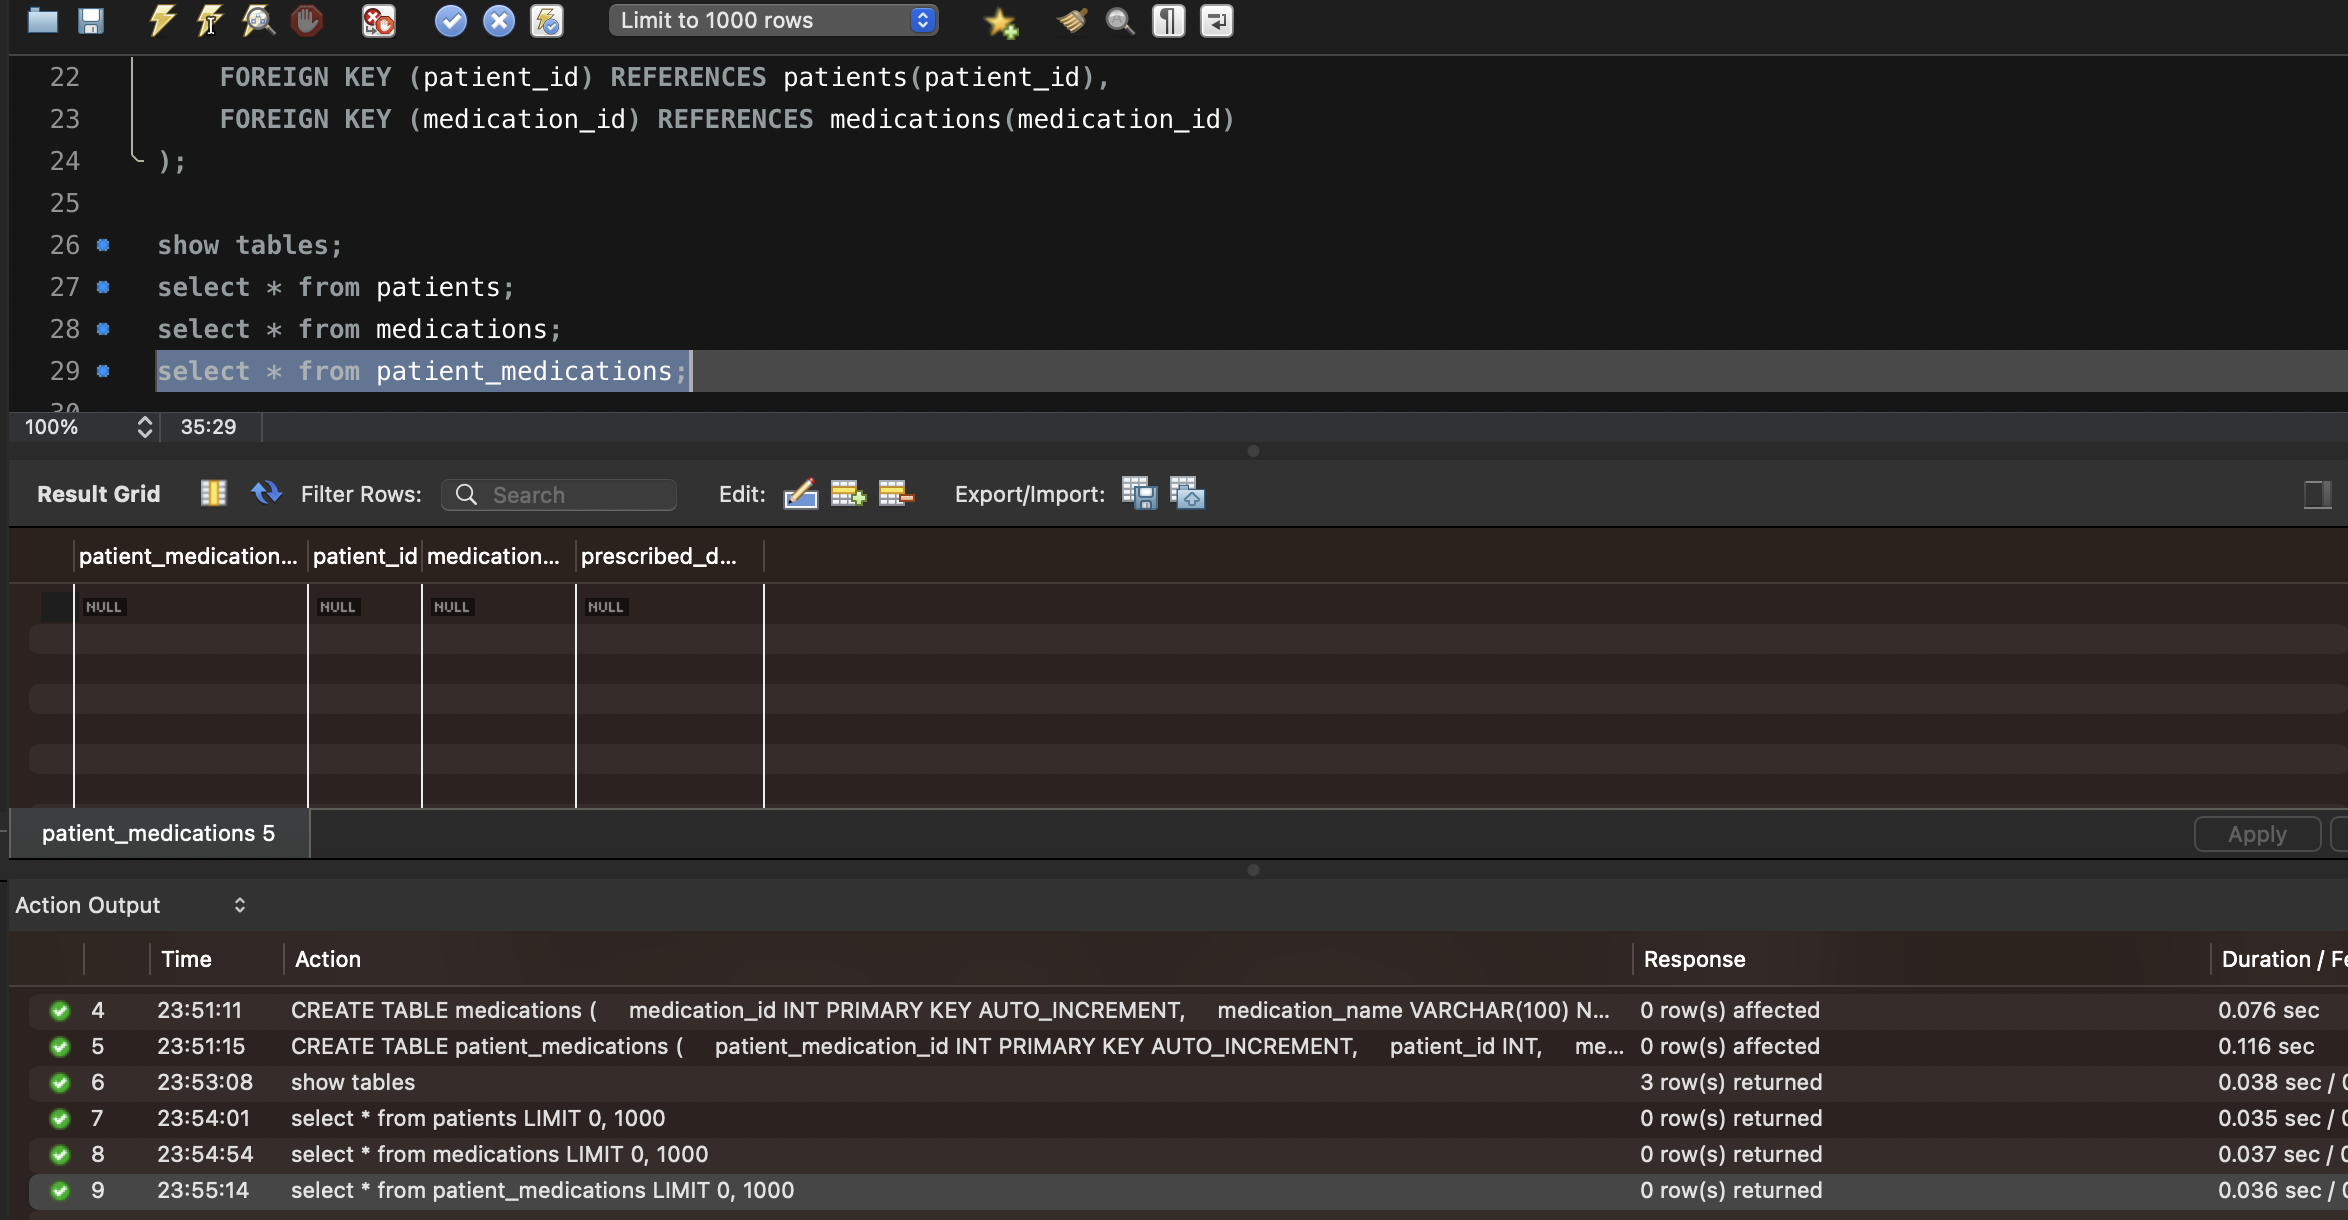 Limit to 1000 rows
22 FOREIGN KEY (patient_id) REFERENCES patients(patient_id),
23 FOREIGN KEY (medication_id) REFERENCES medications(medication_id)
24 );
25
26 show tables;
27 select * from patients;
28 select * from medications;
29 select * from patient_medications;
30
100% 35:29
Result Grid Filter Rows: Search Edit: Export/Import:
patient_medication... patient_id medication... prescribed_d...
NULL NULL NULL NULL
patient_medications 5 Apply
Action Output
Time Action Response Duration / Fe
4 23:51:11 CREATE TABLE medications ( medication_id INT PRIMARY KEY AUTO_INCREMENT, medication_name VARCHAR(100) N... 0 row(s) affected 0.076 sec
5 23:51:15 CREATE TABLE patient_medications ( patient_medication_id INT PRIMARY KEY AUTO_INCREMENT, patient_id INT, me... 0 row(s) affected 0.116 sec
6 23:53:08 show tables 3 row(s) returned 0.038 sec / 0
7 23:54:01 select * from patients LIMIT 0, 1000 0 row(s) returned 0.035 sec / 0
8 23:54:54 select * from medications LIMIT 0, 1000 0 row(s) returned 0.037 sec / 0
9 23:55:14 select * from patient_medications LIMIT 0, 1000 0 row(s) returned 0.036 sec / 0